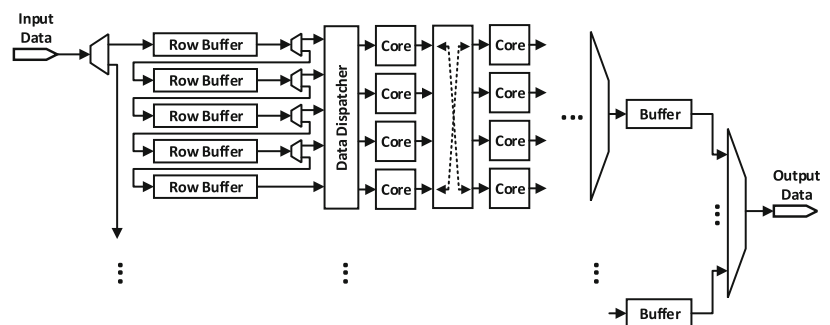 Input
Data
Row Buffer
Row Buffer
Row Buffer
Row Buffer
Row Buffer
Data Dispatcher
Core
Core
Core
Core
Core
Core
Core
Core
Buffer
Buffer
Output
Data